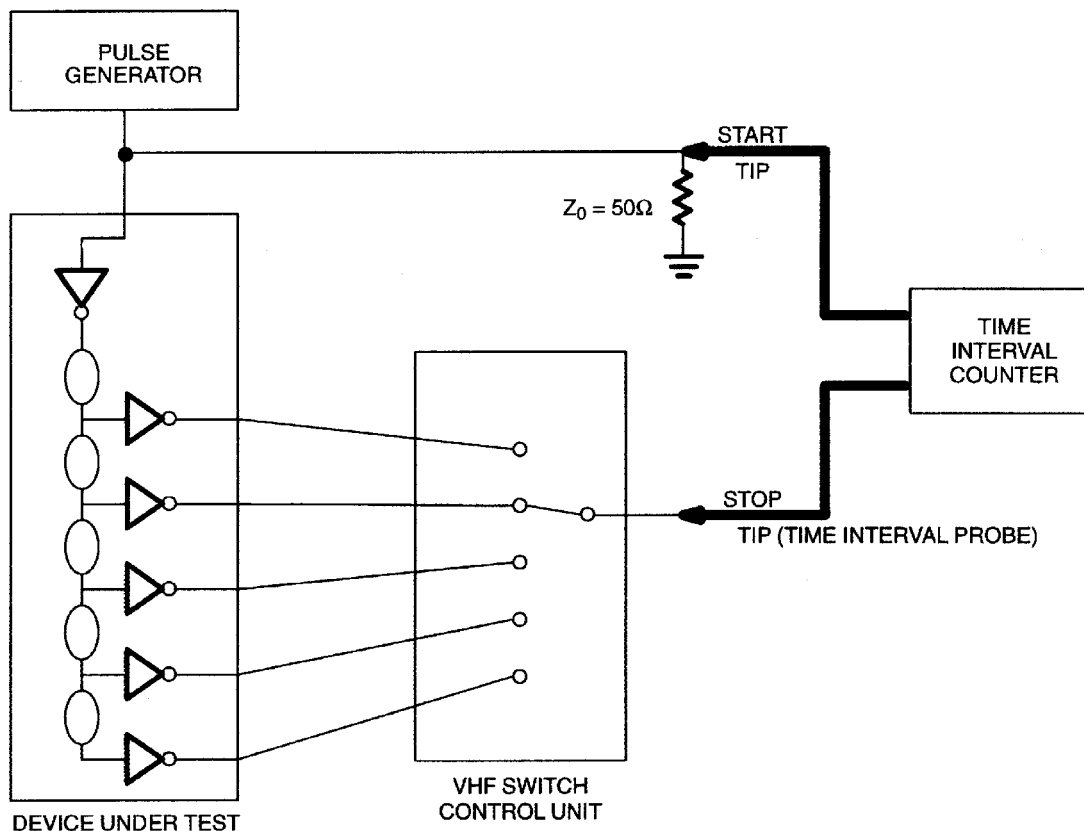 PULSE
GENERATOR
START
TIP
Z₀ = 50Ω
TIME
INTERVAL
COUNTER
STOP
TIP (TIME INTERVAL PROBE)
VHF SWITCH
CONTROL UNIT
DEVICE UNDER TEST